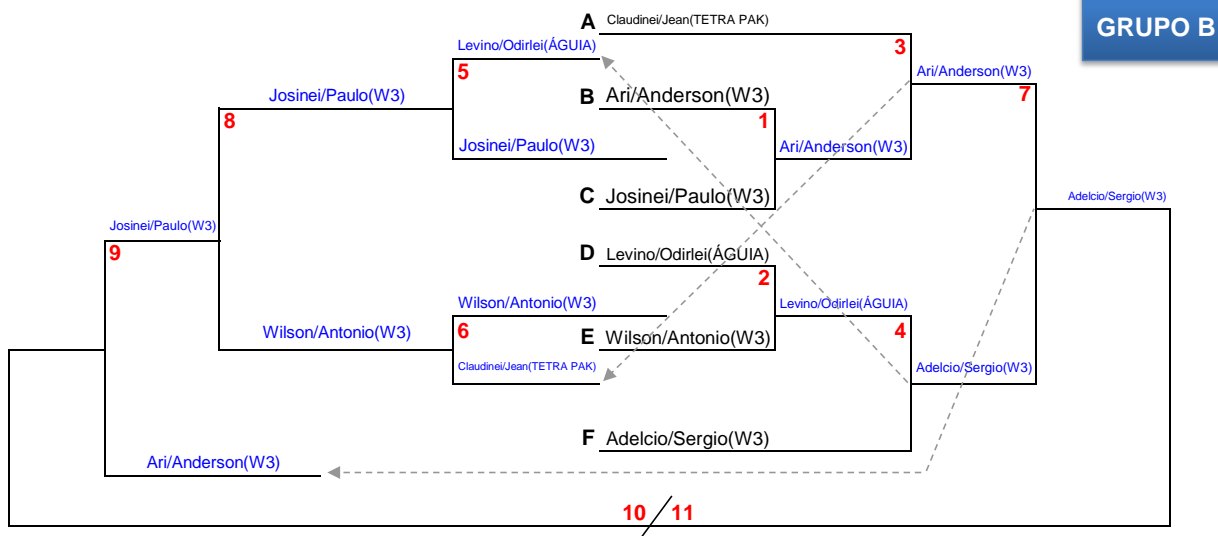 A Claudinei/Jean(TETRA PAK)
GRUPO B
Levino/Odirlei(ÁGUIA)
3
5
Ari/Anderson(W3)
Josinei/Paulo(W3)
B Ari/Anderson(W3)
7
8
1
Josinei/Paulo(W3)
Ari/Anderson(W3)
C Josinei/Paulo(W3)
Adelcio/Sergio(W3)
Josinei/Paulo(W3)
9
D Levino/Odirlei(ÁGUIA)
2
Wilson/Antonio(W3)
Levino/Odirlei(ÁGUIA)
Wilson/Antonio(W3)
6
E Wilson/Antonio(W3)
4
Claudinei/Jean(TETRA PAK)
Adelcio/Sergio(W3)
F Adelcio/Sergio(W3)
Ari/Anderson(W3)
10 / 11